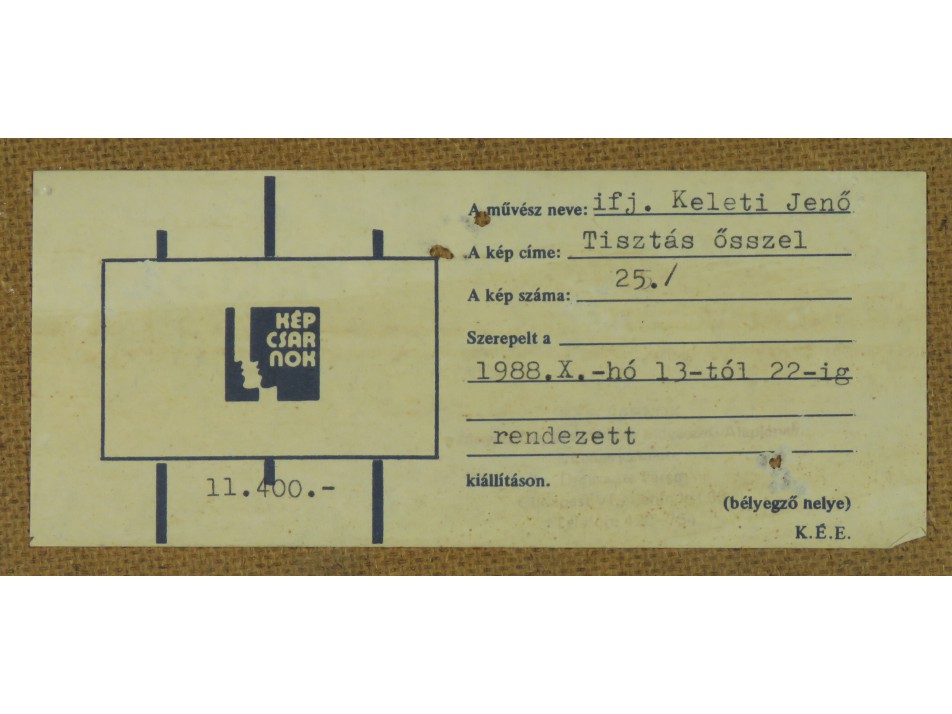 KÉP
CSAR
NOK
11.400.-
A művész neve: ifj. Keleti Jenő
A kép címe: Tisztás ősszel
A kép száma: 25./
Szerepelt a
1988.X.-hó 13-tól 22-ig
rendezett
kiállításon.
(bélyegző nelye)
K.É.E.